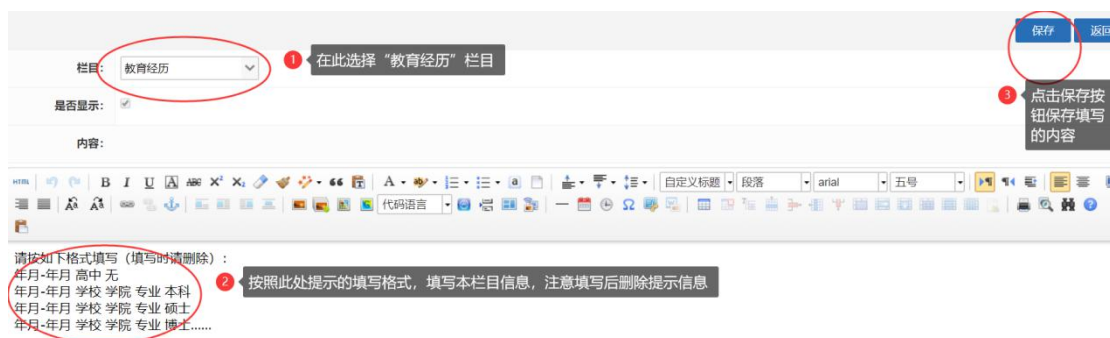 保存 返回
栏目: 教育经历
1 在此选择“教育经历”栏目
是否显示:
3 点击保存按
钮保存填写
的内容
内容:
HTML B I U A ABC X² X₂ 66 A a 自定义标题 段落 arial 五号
代码语言
请按如下格式填写（填写时请删除）:
年月-年月 高中 无
年月-年月 学校 学院 专业 本科
年月-年月 学校 学院 专业 硕士
年月-年月 学校 学院 专业 博士......
2 按照此处提示的填写格式，填写本栏目信息，注意填写后删除提示信息